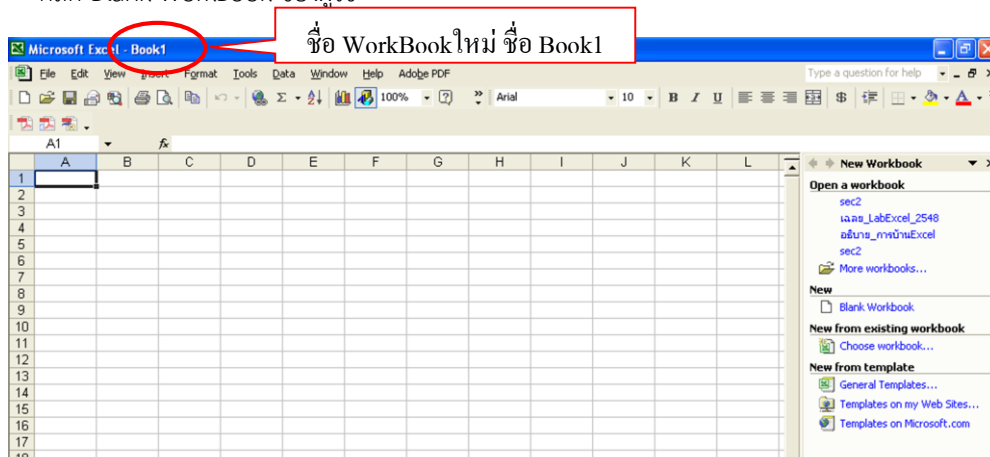 คลิก Blank WorkBook
ชื่อ WorkBookใหม่ ชื่อ Book1
Microsoft Excel - Book1
File Edit View Insert Format Tools Data Window Help Adobe PDF
Type a question for help
100%
Arial
10
B I U
$
A
A1
fx
A B C D E F G H I J K L
1
2
3
4
5
6
7
8
9
10
11
12
13
14
15
16
17
18
New Workbook
Open a workbook
sec2
เฉลย_LabExcel_2548
อธิบาย_การบ้านExcel
sec2
More workbooks...
New
Blank Workbook
New from existing workbook
Choose workbook...
New from template
General Templates...
Templates on my Web Sites...
Templates on Microsoft.com